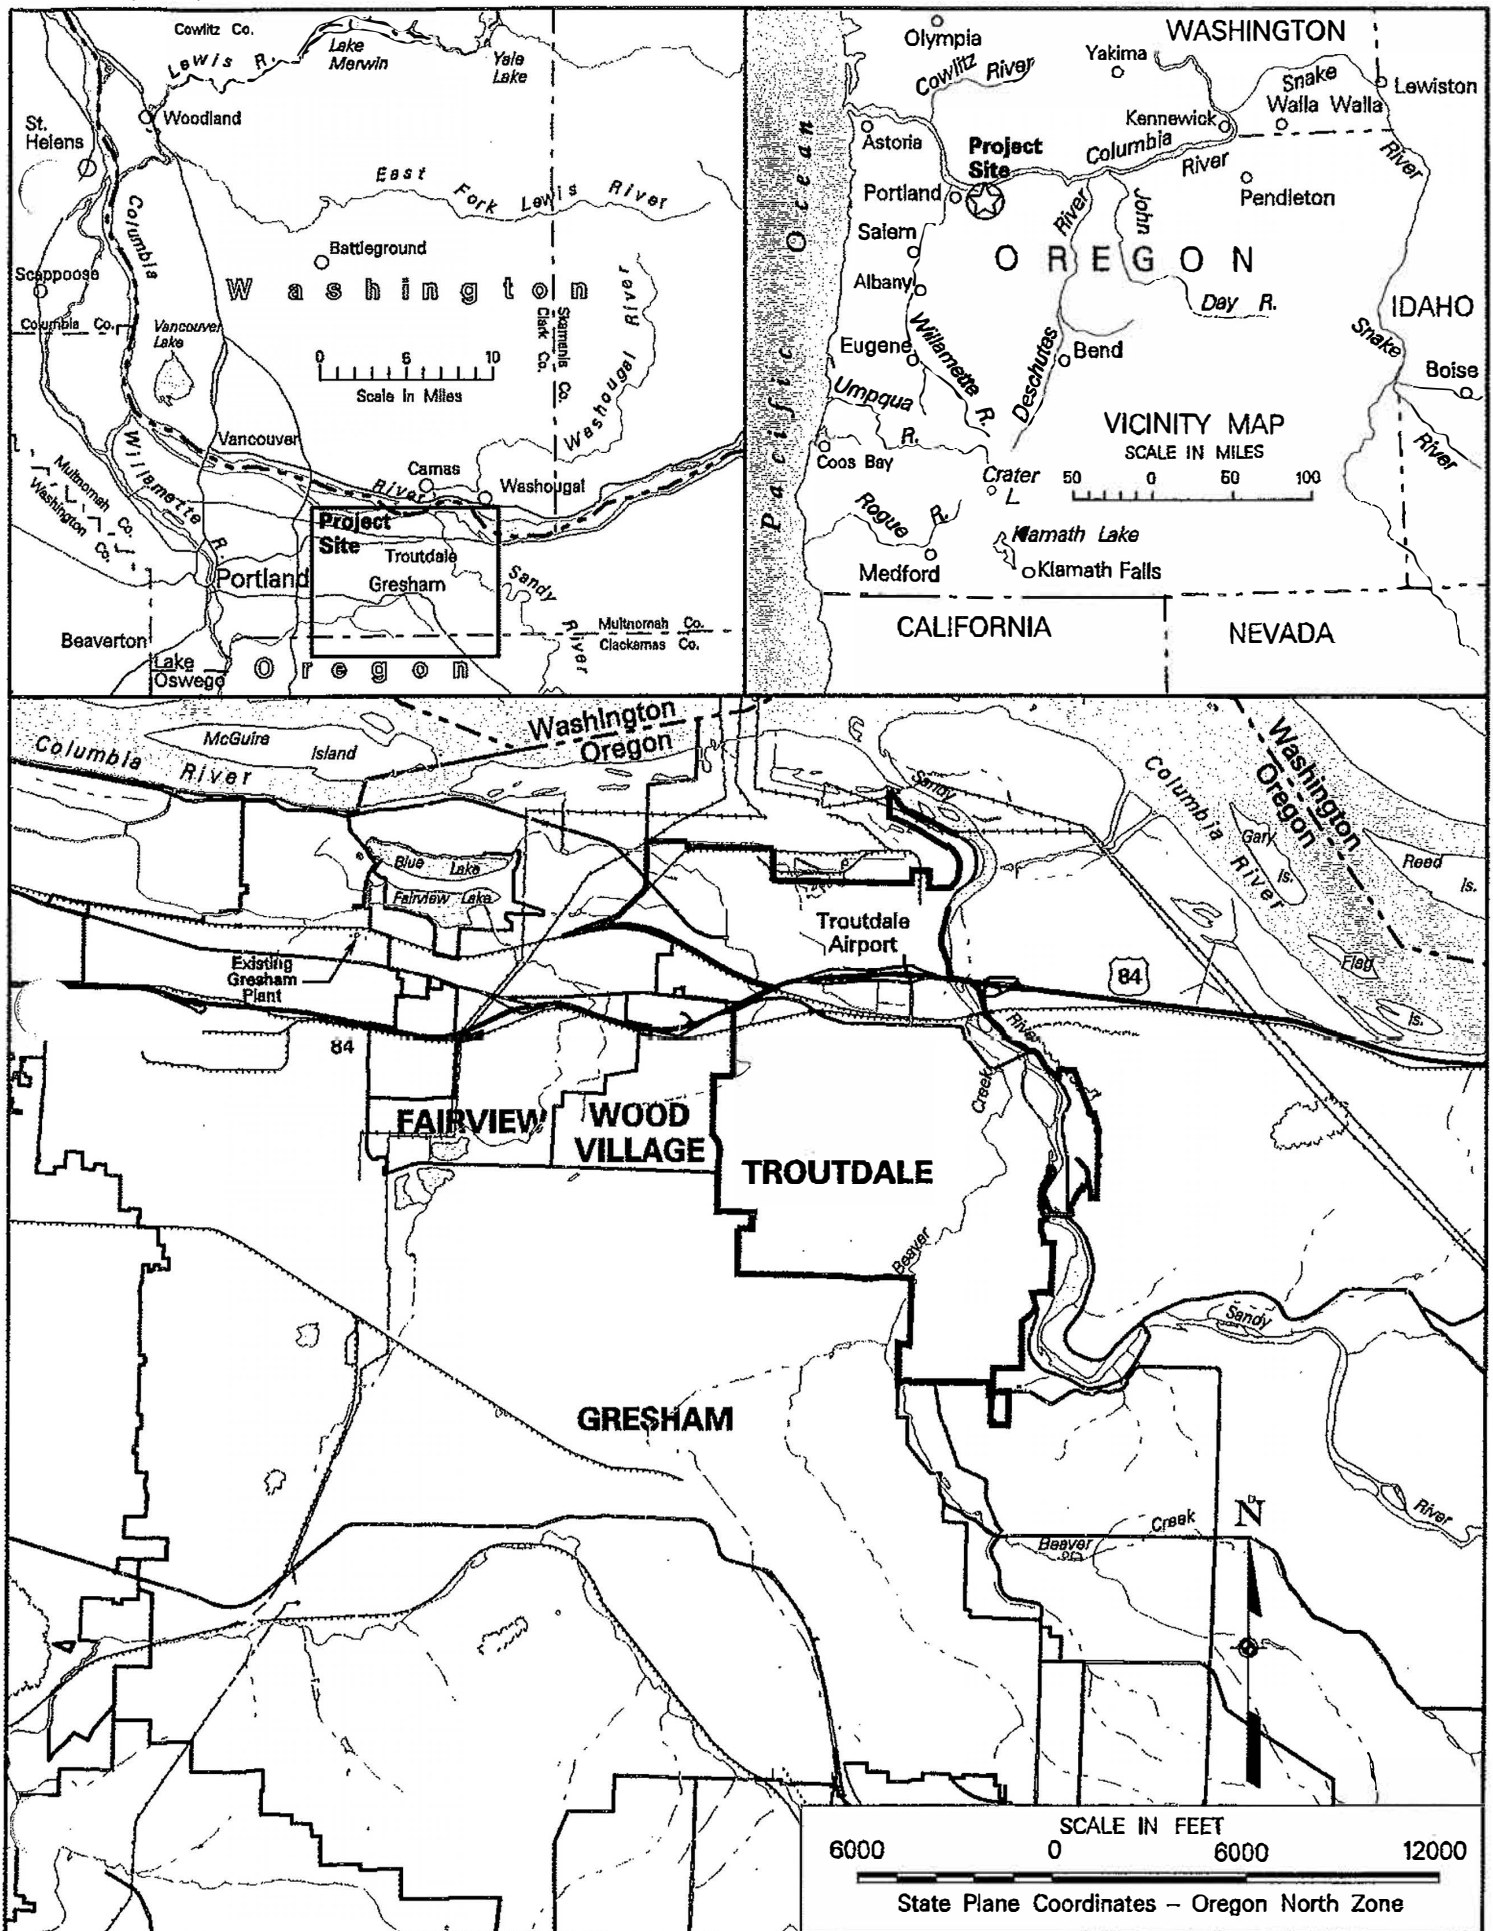 Cowlitz Co.
Lewis R.
Lake
Merwin
Yale
Lake
Woodland
St.
Helens
East Fork Lewis River
Columbia
Battleground
Scappoose
Washington
Columbia Co.
Vancouver
Lake
Skamania Co.
Clark Co.
Washougal River
0 5 10
Scale in Miles
Vancouver
Camas
River
Washougal
Willamette R.
Multnomah Co.
Washington Co.
Project
Site
Troutdale
Gresham
Portland
Sandy
River
Multnomah Co.
Clackamas Co.
Beaverton
Lake
Oswego
Oregon
WASHINGTON
Olympia
Yakima
Cowlitz River
Snake
Lewiston
Walla Walla
Kennewick
Astoria
Project
Site
Columbia
River
River
Portland
Pendleton
River
John
Salem
OREGON
Albany
Day R.
IDAHO
Pacific Ocean
Willamette R.
Eugene
Deschutes
Bend
Snake
Boise
Umpqua
R.
VICINITY MAP
SCALE IN MILES
50 0 50 100
River
Coos Bay
Crater
L.
Rogue R.
Klamath Lake
Medford
Klamath Falls
CALIFORNIA
NEVADA
Columbia River
McGuire Island
Washington
Oregon
Sandy
Columbia River
Washington
Oregon
Gary
Is.
Reed
Is.
Blue Lake
Fairview Lake
Troutdale
Airport
Existing
Gresham
Plant
84
Flag
Is.
84
River
Creek
FAIRVIEW
WOOD
VILLAGE
TROUTDALE
Beaver
Sandy
GRESHAM
River
N
Creek
Beaver
SCALE IN FEET
6000 0 6000 12000
State Plane Coordinates – Oregon North Zone